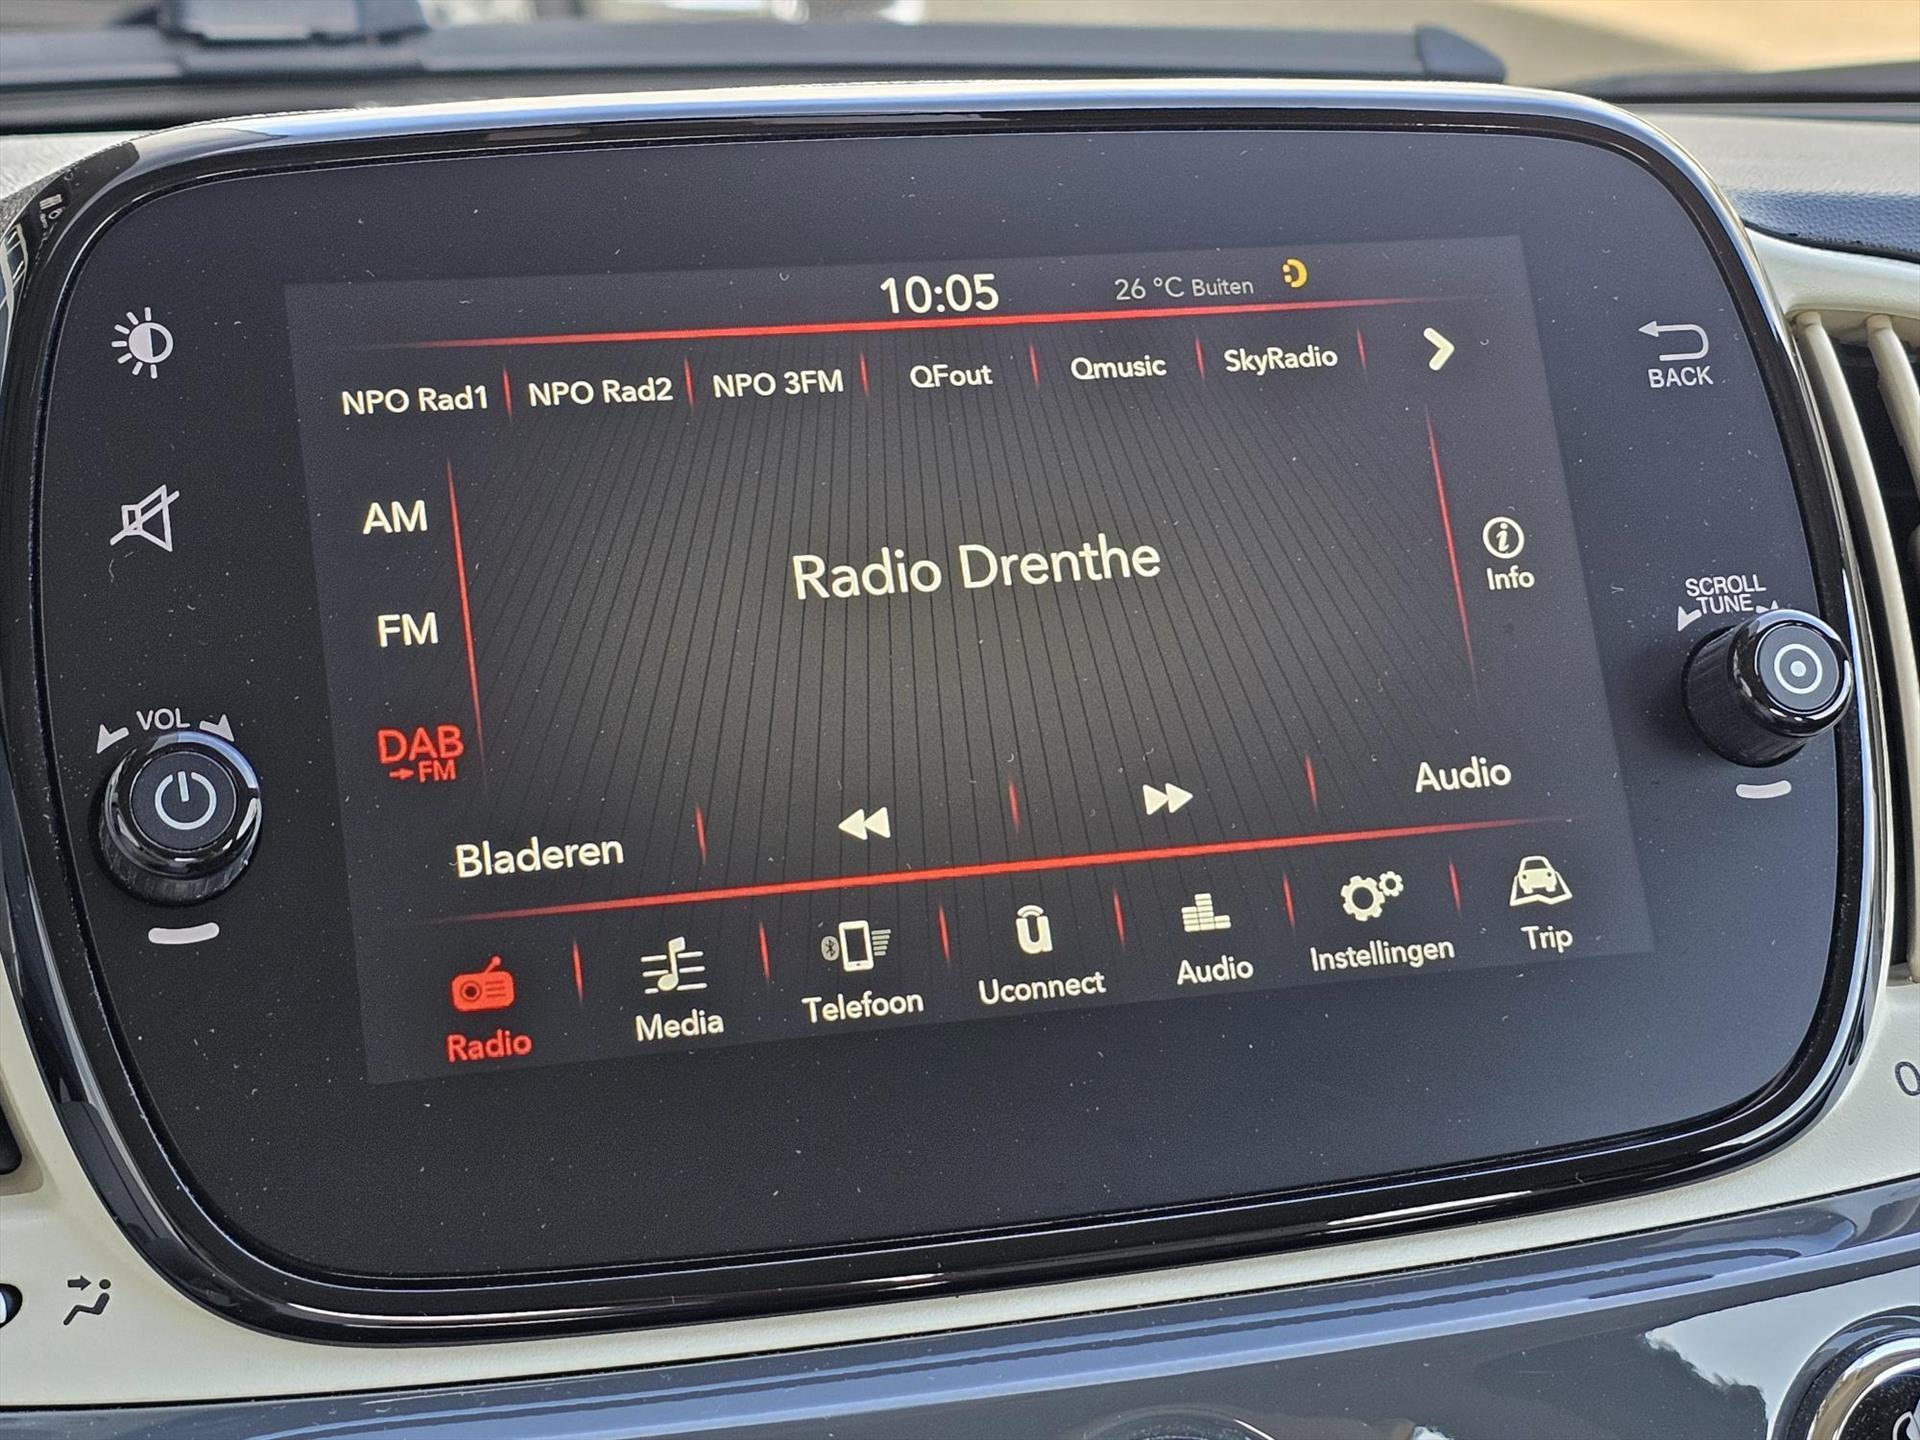 10:05
26 °C Buiten
NPO Rad1
NPO Rad2
NPO 3FM
QFout
Qmusic
SkyRadio
BACK
AM
FM
DAB
→FM
Radio Drenthe
Info
SCROLL
TUNE
VOL
Bladeren
Audio
Radio
Media
Telefoon
Uconnect
Audio
Instellingen
Trip
0